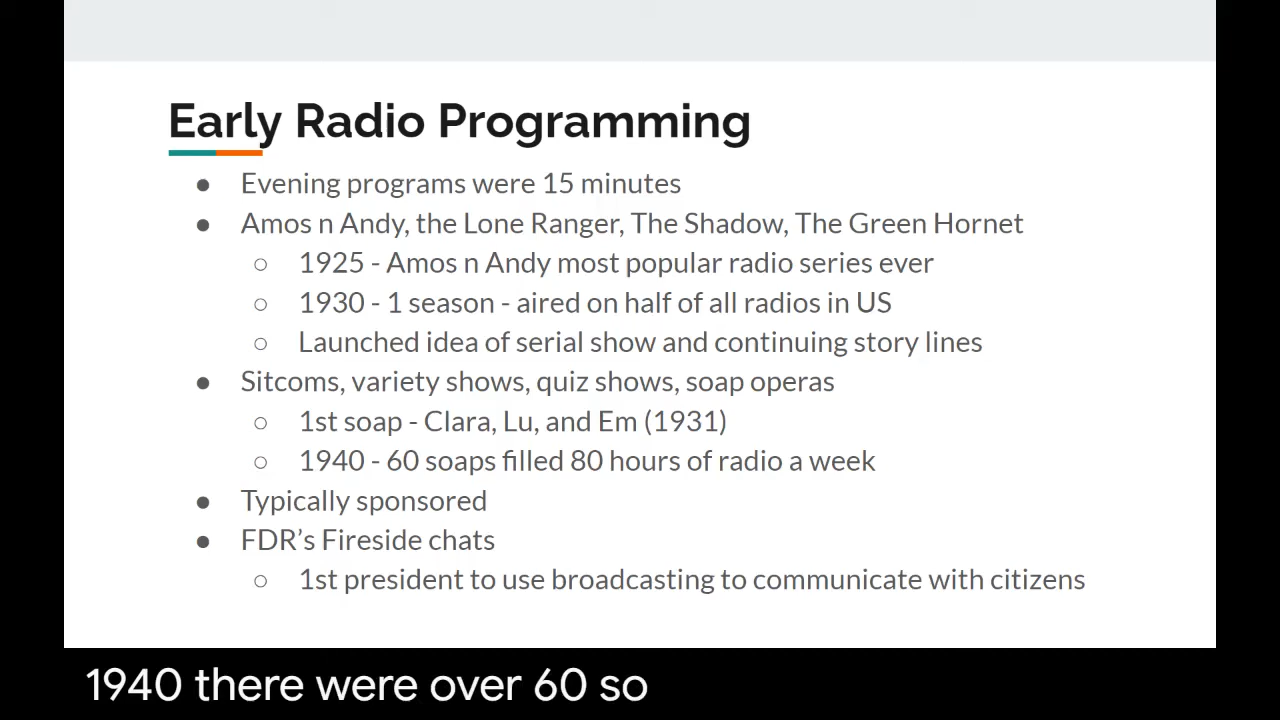 Early Radio Programming
● Evening programs were 15 minutes
● Amos n Andy, the Lone Ranger, The Shadow, The Green Hornet
○ 1925 - Amos n Andy most popular radio series ever
○ 1930 - 1 season - aired on half of all radios in US
○ Launched idea of serial show and continuing story lines
● Sitcoms, variety shows, quiz shows, soap operas
○ 1st soap - Clara, Lu, and Em (1931)
○ 1940 - 60 soaps filled 80 hours of radio a week
● Typically sponsored
● FDR’s Fireside chats
○ 1st president to use broadcasting to communicate with citizens
1940 there were over 60 so